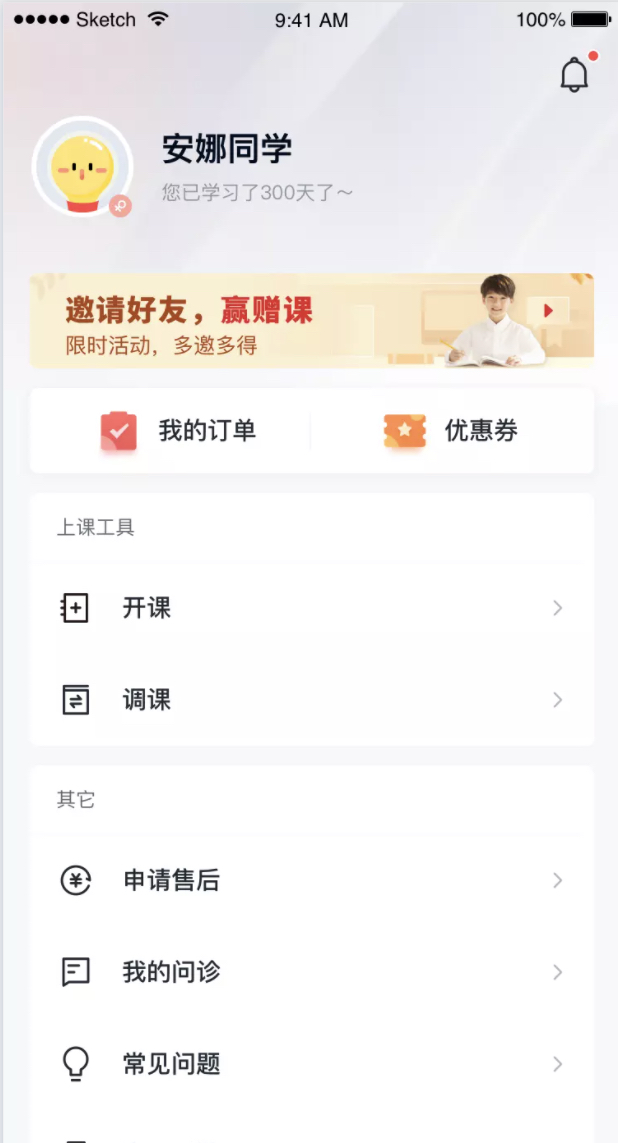 Sketch 9:41 AM 100%
安娜同学
您已学习了300天了～
邀请好友，赢赠课
限时活动，多邀多得
我的订单 优惠券
上课工具
开课
调课
其它
申请售后
我的问诊
常见问题